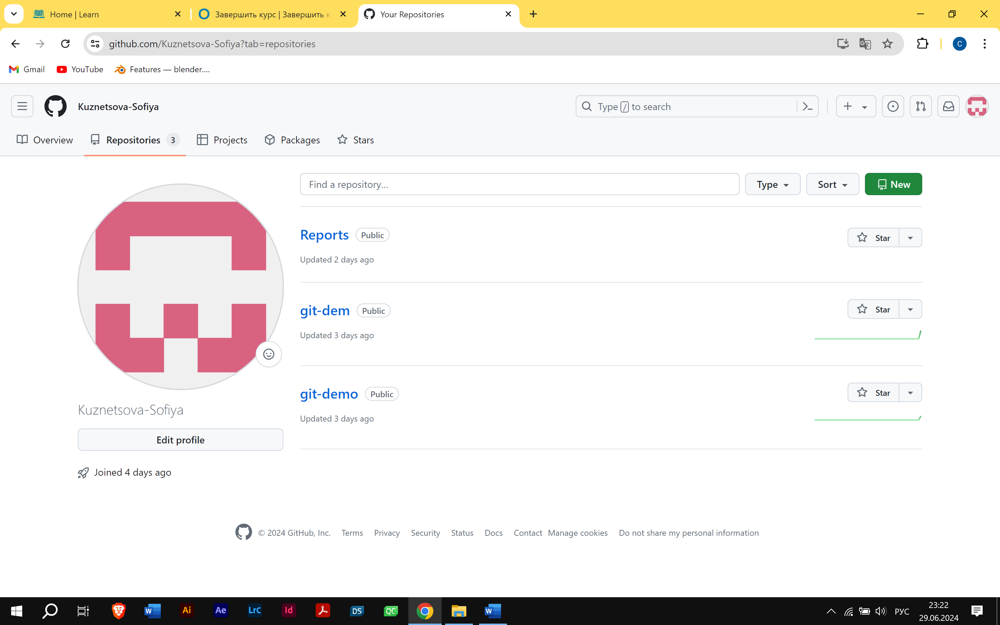 Home | Learn
Завершить курс | Завершить к
Your Repositories
github.com/Kuznetsova-Sofiya?tab=repositories
C
Gmail
YouTube
Features — blender....
Kuznetsova-Sofiya
Type / to search
Overview
Repositories 3
Projects
Packages
Stars
Find a repository...
Type
Sort
New
Reports Public
Star
Updated 2 days ago
git-dem Public
Star
Updated 3 days ago
git-demo Public
Star
Updated 3 days ago
Kuznetsova-Sofiya
Edit profile
Joined 4 days ago
© 2024 GitHub, Inc. Terms Privacy Security Status Docs Contact Manage cookies Do not share my personal information
W
Ai
Ae
LrC
Id
DS
QC
W
РУС
23:22
29.06.2024